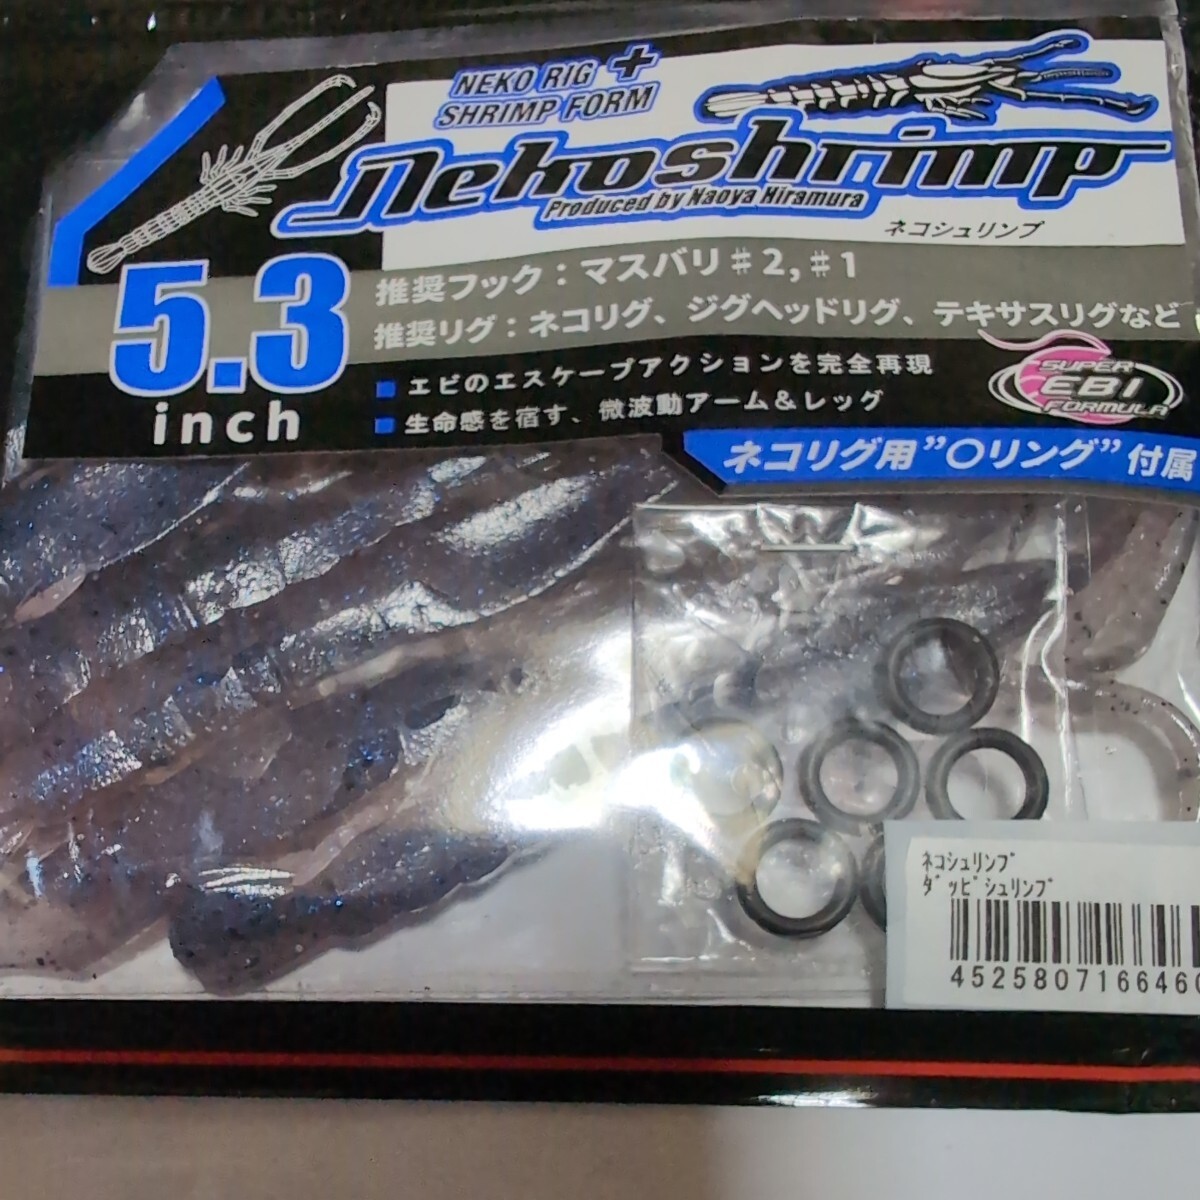 NEKO RIG +
SHRIMP FORM
Nekoshrimp
Produced by Naoya Hiramura
ネコシュリンプ
5.3
inch
推奨フック：マスバリ#2,#1
推奨リグ：ネコリグ、ジグヘッドリグ、テキサスリグなど
■ エビのエスケープアクションを完全再現
■ 生命感を宿す、微波動アーム＆レッグ
SUPER
EBI
FORMULA
ネコリグ用"〇リング"付属
ﾈｺｼｭﾘﾝﾌﾟ
ﾀﾞｯﾋﾟｼｭﾘﾝﾌﾟ
4525807166460